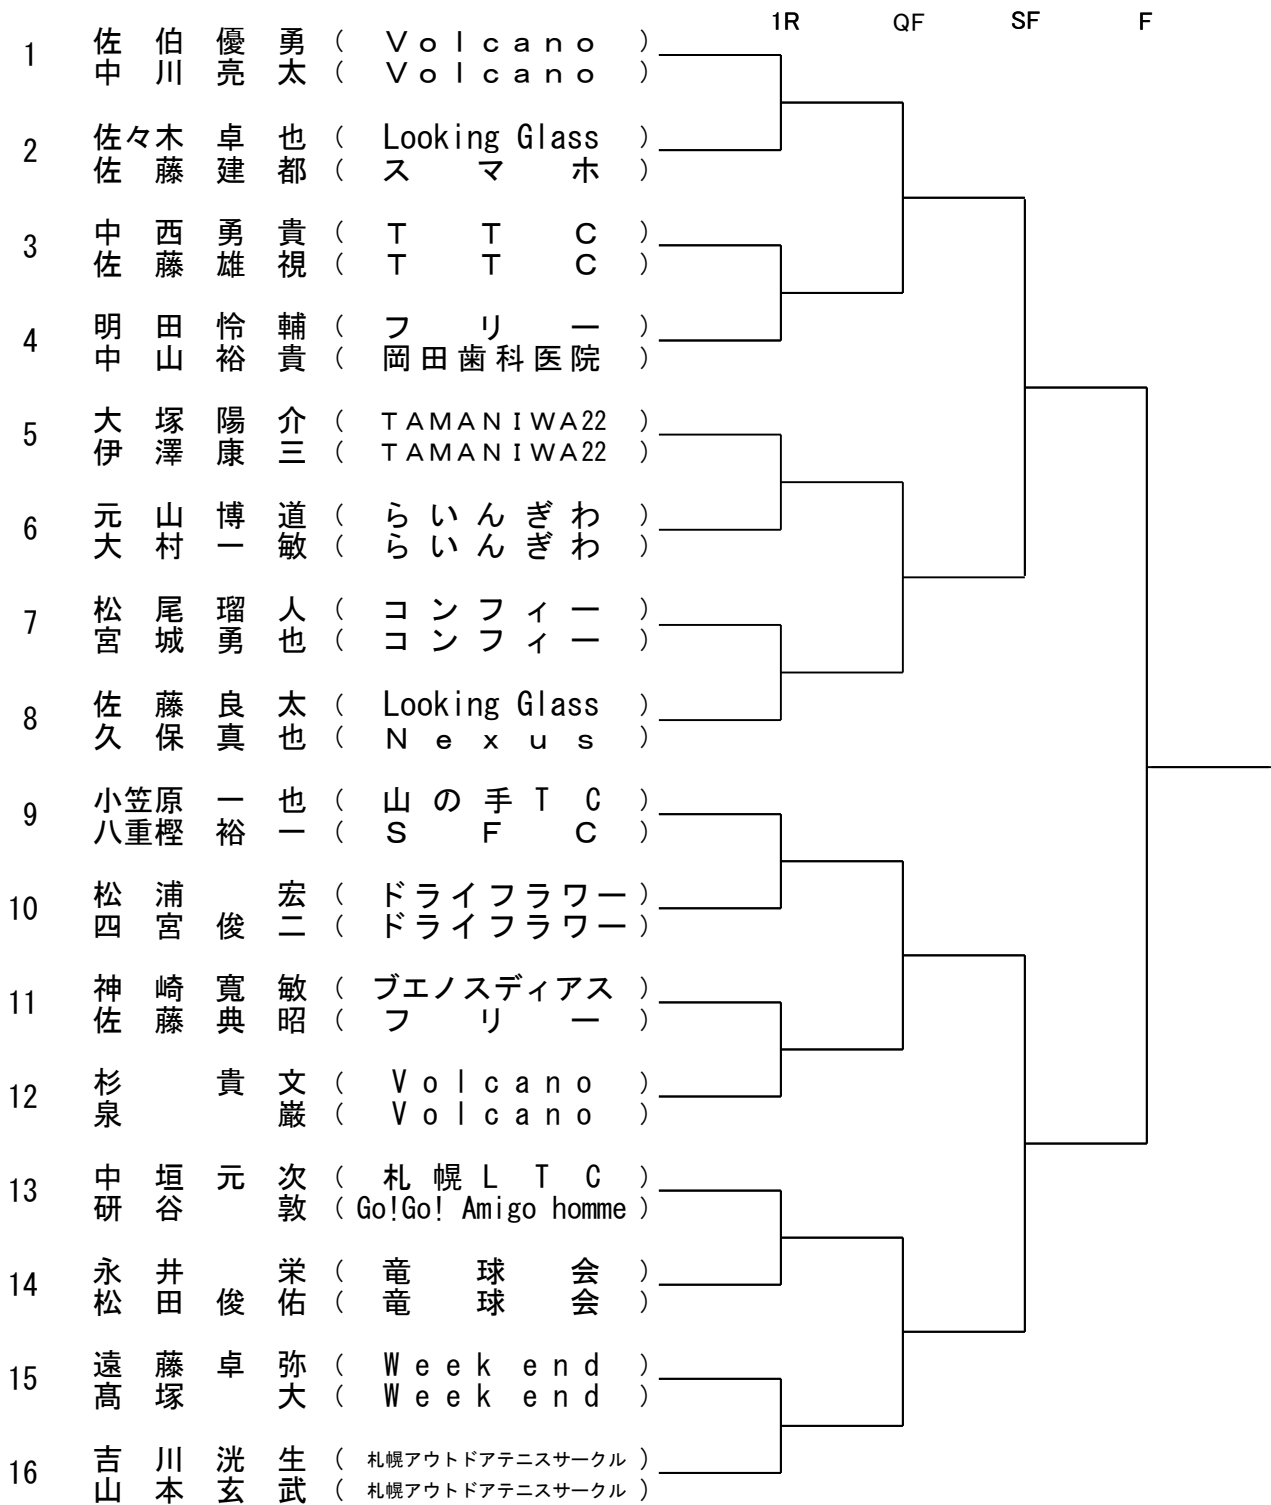 1R QF SF F
1 佐伯優勇 ( Volcano )
中川亮太 ( Volcano )
2 佐々木卓也 ( Looking Glass )
佐藤建都 ( スマホ )
3 中西勇貴 ( TTC )
佐藤雄視 ( TTC )
4 明田怜輔 ( フリー )
中山裕貴 ( 岡田歯科医院 )
5 大塚陽介 ( TAMANIWA22 )
伊澤康三 ( TAMANIWA22 )
6 元山博道 ( らいんぎわ )
大村一敏 ( らいんぎわ )
7 松尾瑠人 ( コンフィー )
宮城勇也 ( コンフィー )
8 佐藤良太 ( Looking Glass )
久保真也 ( Nexus )
9 小笠原一也 ( 山の手TC )
八重樫裕一 ( SFC )
10 松浦宏 ( ドライフラワー )
四宮俊二 ( ドライフラワー )
11 神崎寛敏 ( ブエノスディアス )
佐藤典昭 ( フリー )
12 杉貴文 ( Volcano )
泉巌 ( Volcano )
13 中垣元次 ( 札幌LTC )
研谷敦 ( Go!Go! Amigo homme )
14 永井栄 ( 竜球会 )
松田俊佑 ( 竜球会 )
15 遠藤卓弥 ( Week end )
髙塚大 ( Week end )
16 吉川洸生 ( 札幌アウトドアテニスサークル )
山本玄武 ( 札幌アウトドアテニスサークル )